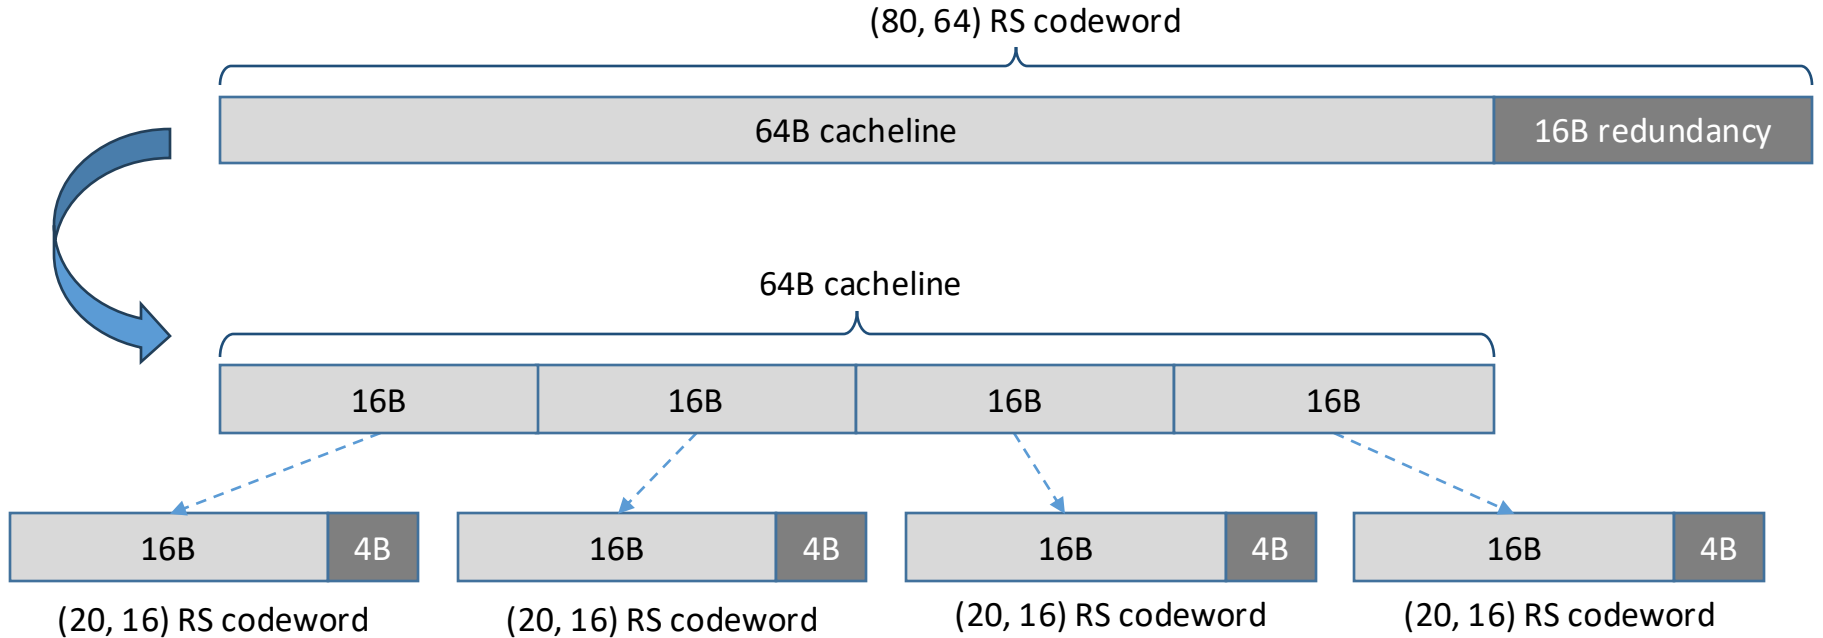 (80, 64) RS codeword
64B cacheline
16B redundancy
64B cacheline
16B
16B
16B
16B
16B
4B
16B
4B
16B
4B
16B
4B
(20, 16) RS codeword
(20, 16) RS codeword
(20, 16) RS codeword
(20, 16) RS codeword